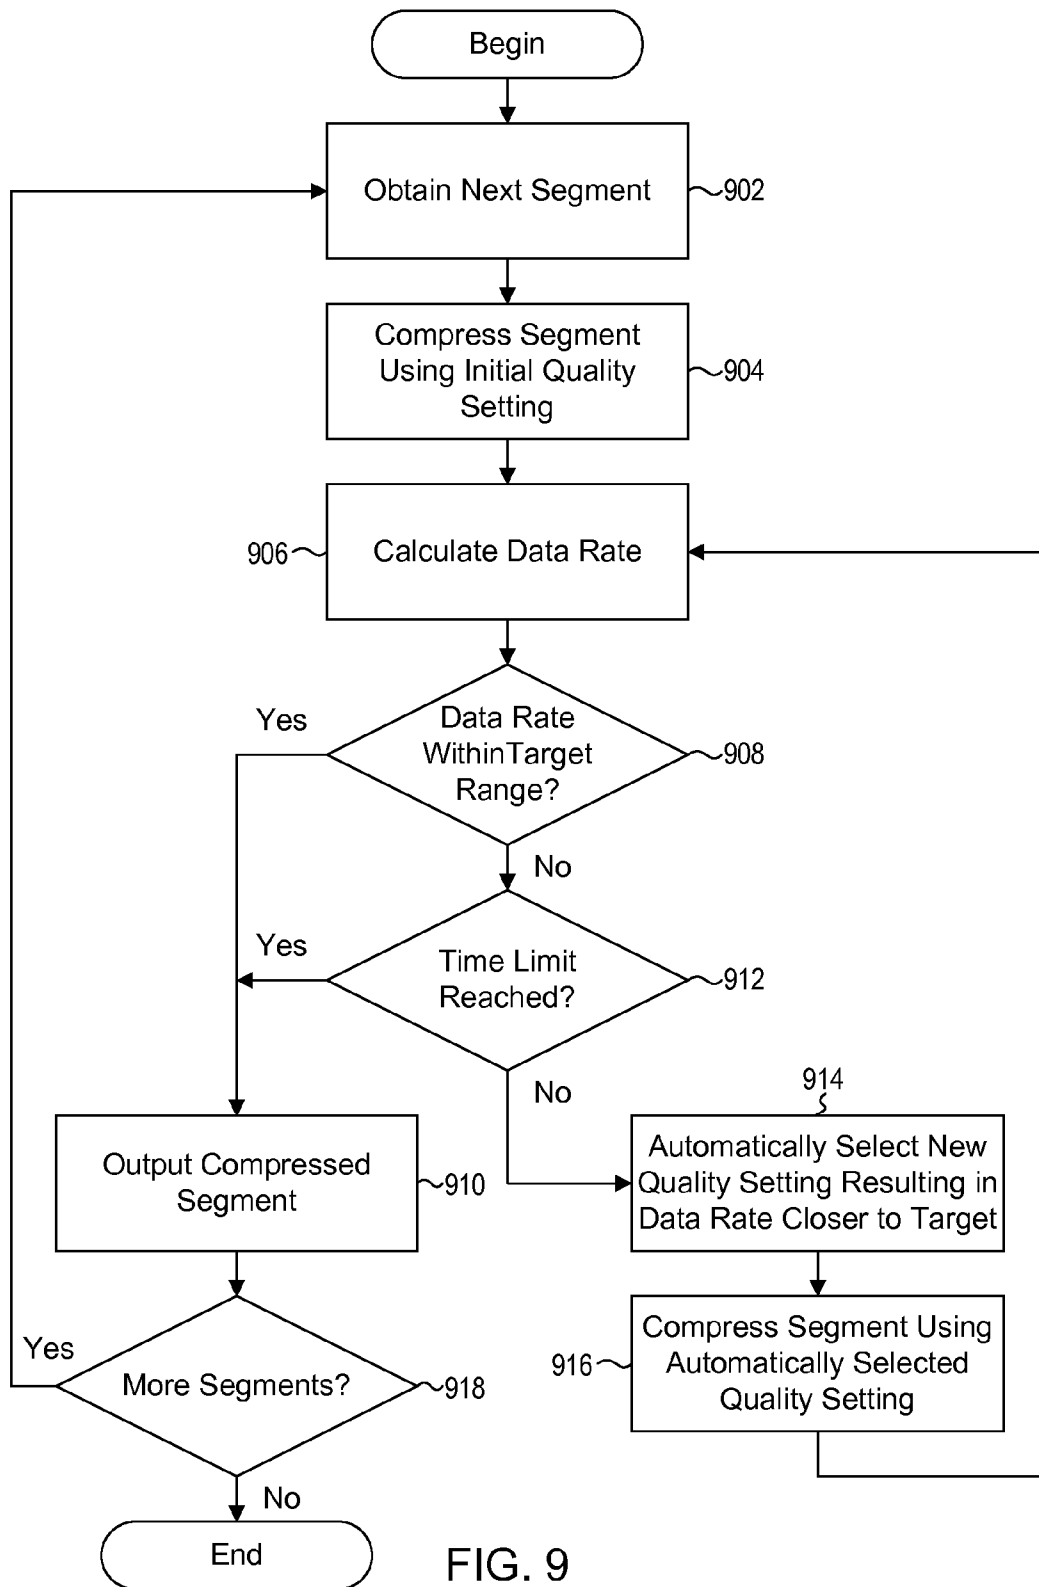 Begin
Obtain Next Segment
902
Compress Segment
Using Initial Quality
Setting
904
906
Calculate Data Rate
Yes
Data Rate
WithinTarget
Range?
908
No
Yes
Time Limit
Reached?
912
No
914
Automatically Select New
Quality Setting Resulting in
Data Rate Closer to Target
Output Compressed
Segment
910
Compress Segment Using
Automatically Selected
Quality Setting
916
Yes
More Segments?
918
No
End
FIG. 9